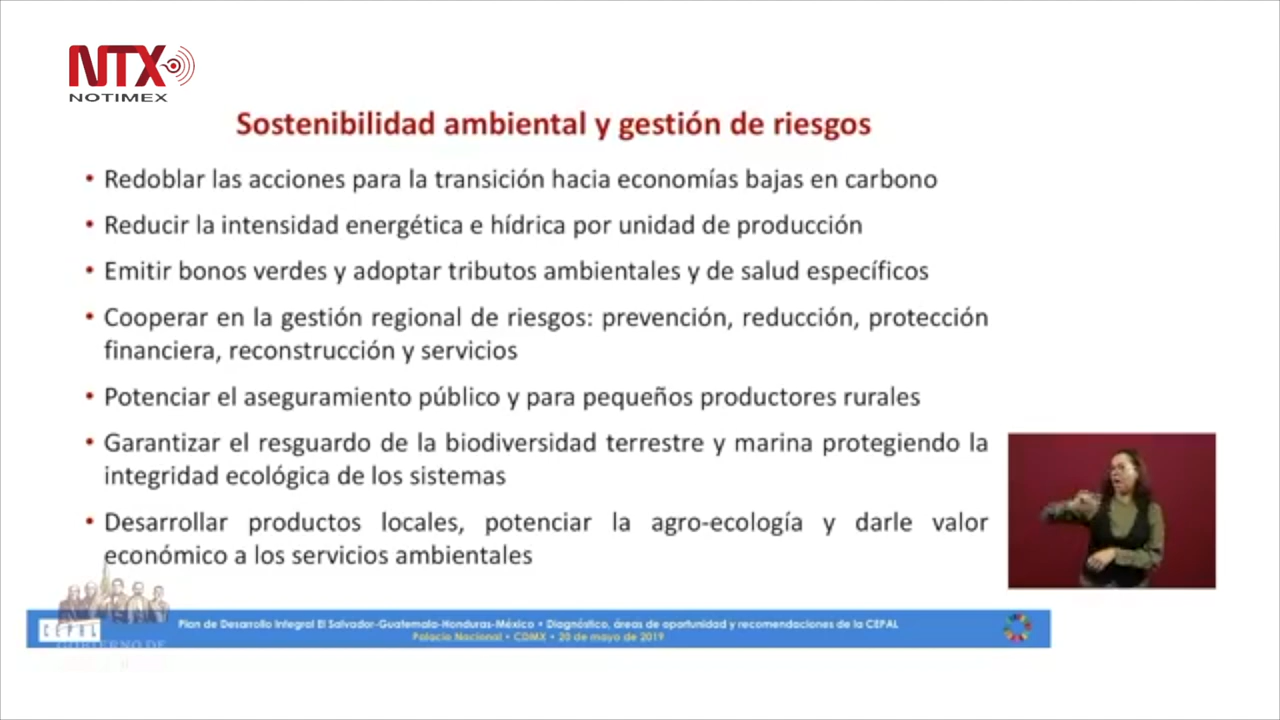 NTX
NOTIMEX
Sostenibilidad ambiental y gestión de riesgos
• Redoblar las acciones para la transición hacia economías bajas en carbono
• Reducir la intensidad energética e hídrica por unidad de producción
• Emitir bonos verdes y adoptar tributos ambientales y de salud específicos
• Cooperar en la gestión regional de riesgos: prevención, reducción, protección
financiera, reconstrucción y servicios
• Potenciar el aseguramiento público y para pequeños productores rurales
• Garantizar el resguardo de la biodiversidad terrestre y marina protegiendo la
integridad ecológica de los sistemas
• Desarrollar productos locales, potenciar la agro-ecología y darle valor
económico a los servicios ambientales
CEPAL
GOBIERNO DE
Plan de Desarrollo Integral El Salvador-Guatemala-Honduras-México • Diagnóstico, áreas de oportunidad y recomendaciones de la CEPAL
Palacio Nacional • CDMX • 20 de mayo de 2019